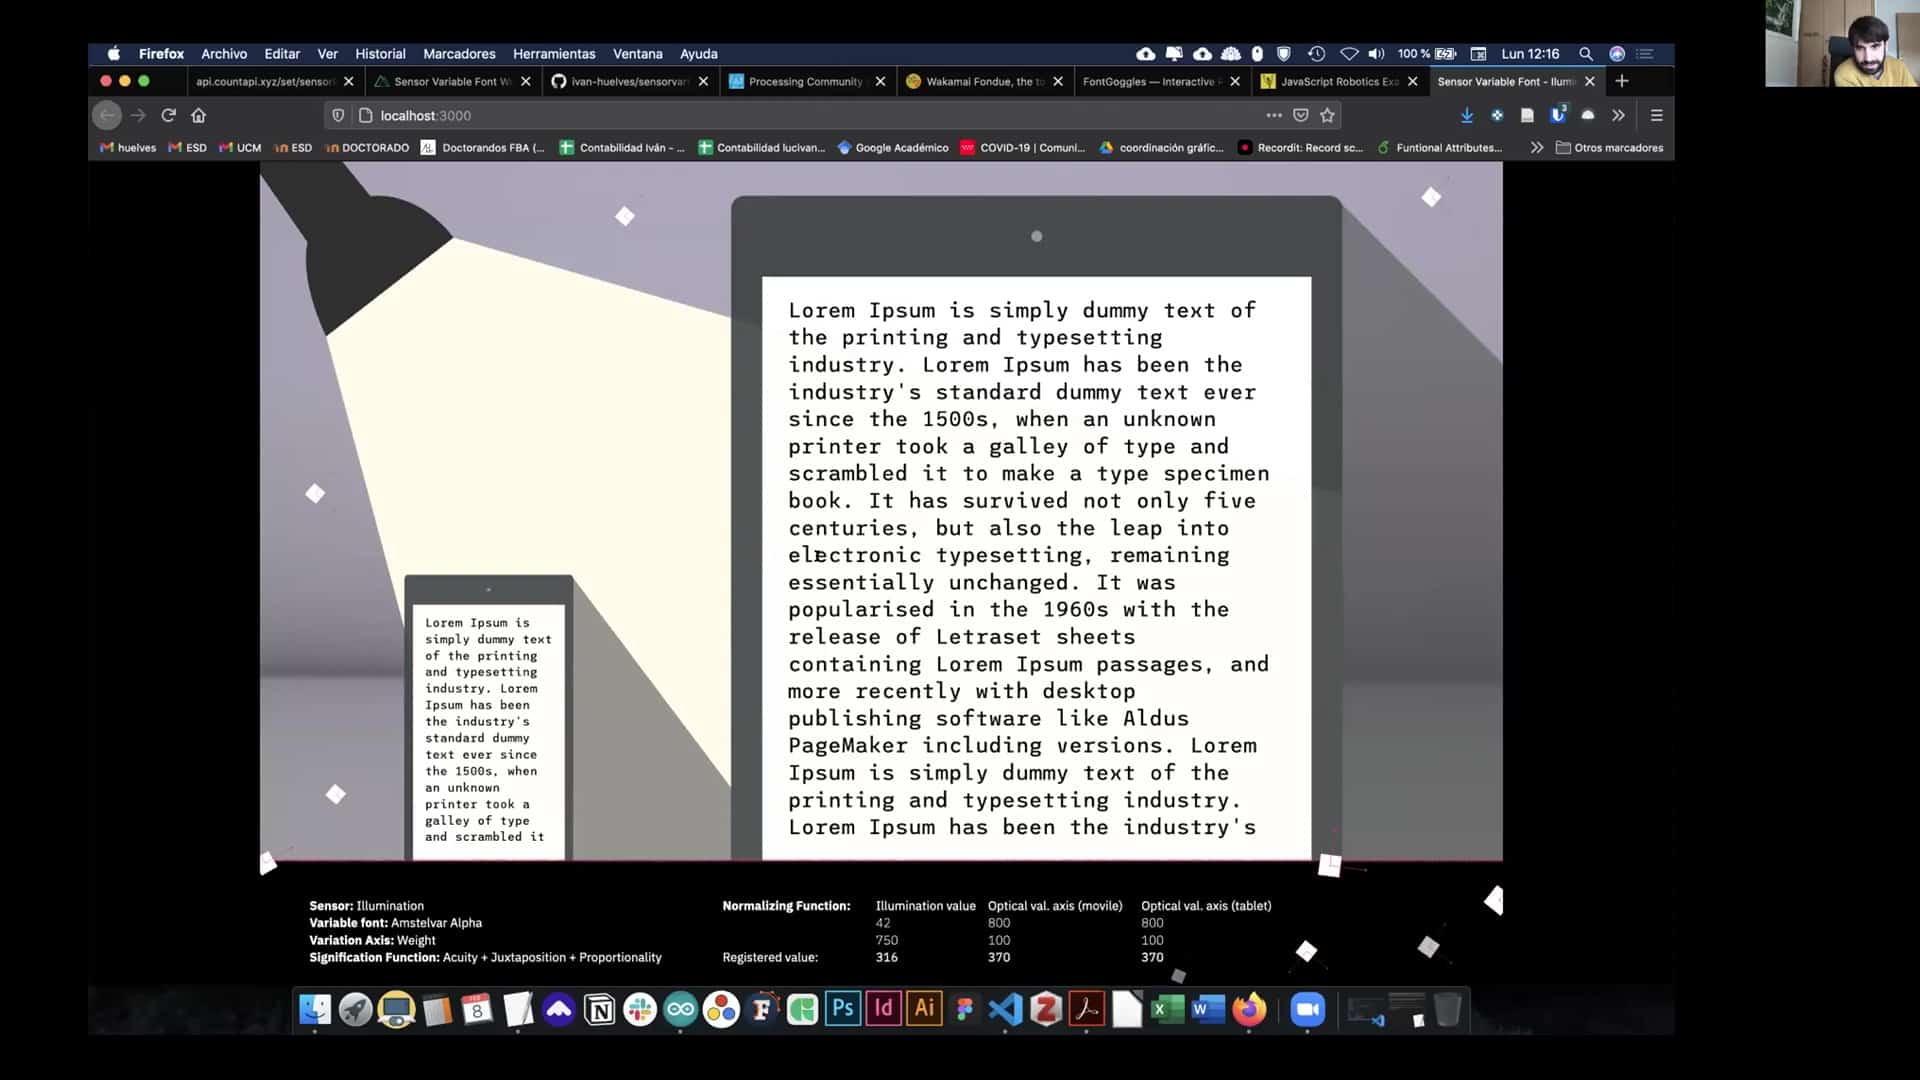 Firefox Archivo Editar Ver Historial Marcadores Herramientas Ventana Ayuda 100 % Lun 12:16
api.countapi.xyz/set/sensor Sensor Variable Font W ivan-huelves/sensorvar Processing Community Wakamai Fondue, the to FontGoggles — Interactive JavaScript Robotics Exa Sensor Variable Font - Ilumi
localhost:3000 3
huelves ESD UCM ESD DOCTORADO Doctorandos FBA (... Contabilidad Iván - ... Contabilidad lucivan... Google Académico COVID-19 | Comuni... coordinación gráfic... Recordit: Record sc... Funtional Attributes... Otros marcadores
Lorem Ipsum is simply dummy text of
the printing and typesetting
industry. Lorem Ipsum has been the
industry's standard dummy text ever
since the 1500s, when an unknown
printer took a galley of type and
scrambled it to make a type specimen
book. It has survived not only five
centuries, but also the leap into
electronic typesetting, remaining
essentially unchanged. It was
popularised in the 1960s with the
release of Letraset sheets
containing Lorem Ipsum passages, and
more recently with desktop
publishing software like Aldus
PageMaker including versions. Lorem
Ipsum is simply dummy text of the
printing and typesetting industry.
Lorem Ipsum has been the industry's
Lorem Ipsum is
simply dummy text
of the printing
and typesetting
industry. Lorem
Ipsum has been
the industry's
standard dummy
text ever since
the 1500s, when
an unknown
printer took a
galley of type
and scrambled it
Sensor: Illumination
Variable font: Amstelvar Alpha
Variation Axis: Weight
Signification Function: Acuity + Juxtaposition + Proportionality
Normalizing Function: Illumination value Optical val. axis (movile) Optical val. axis (tablet)
42 800 800
750 100 100
Registered value: 316 370 370
8 Ps Id Ai